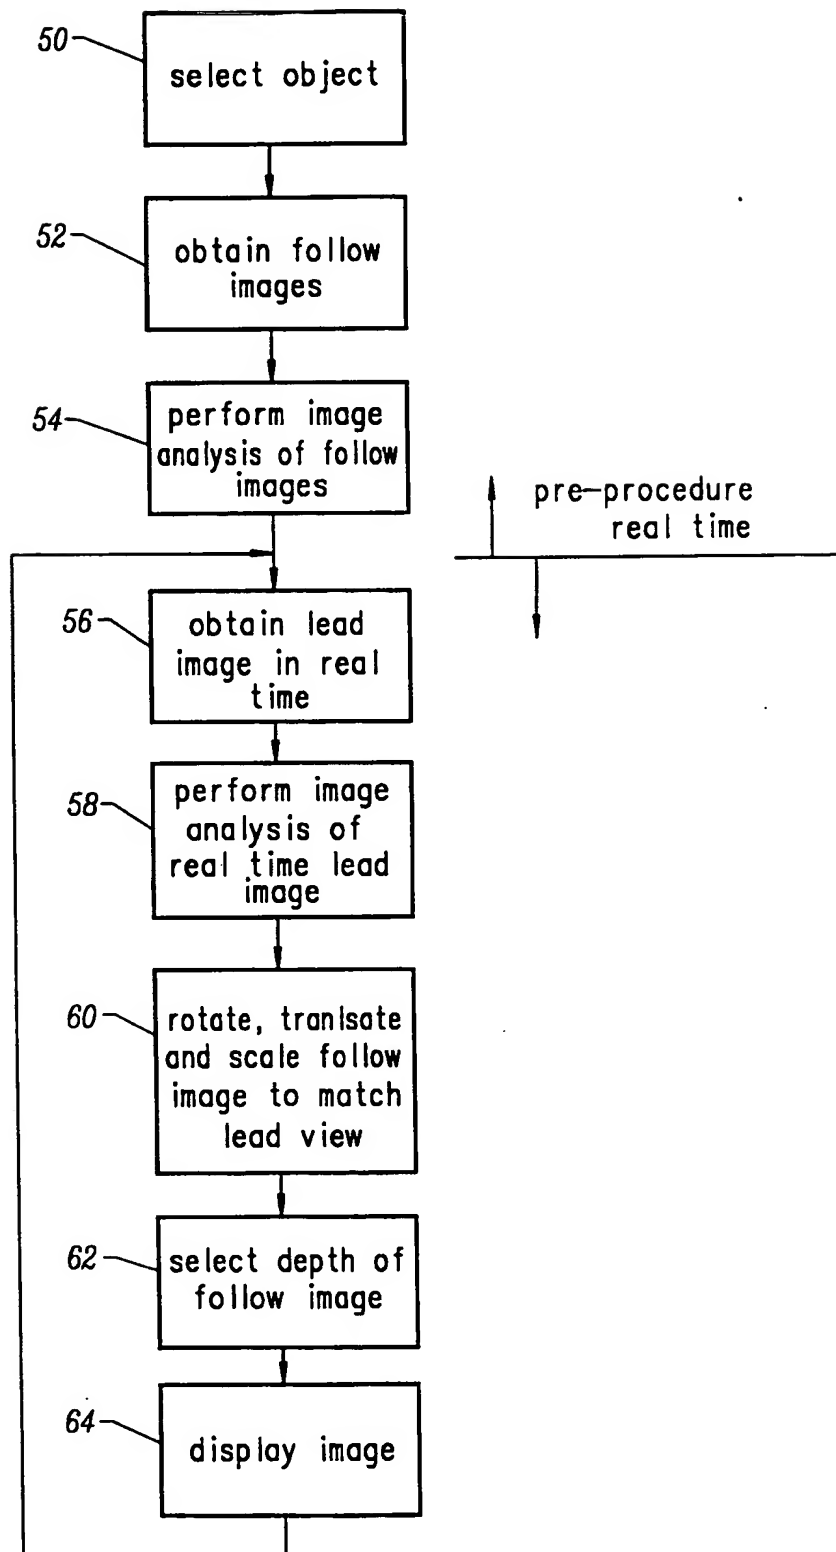 50
select object
52
obtain follow
images
54
perform image
analysis of follow
images
pre-procedure
real time
56
obtain lead
image in real
time
58
perform image
analysis of
real time lead
image
60
rotate, tranlsate
and scale follow
image to match
lead view
62
select depth of
follow image
64
display image